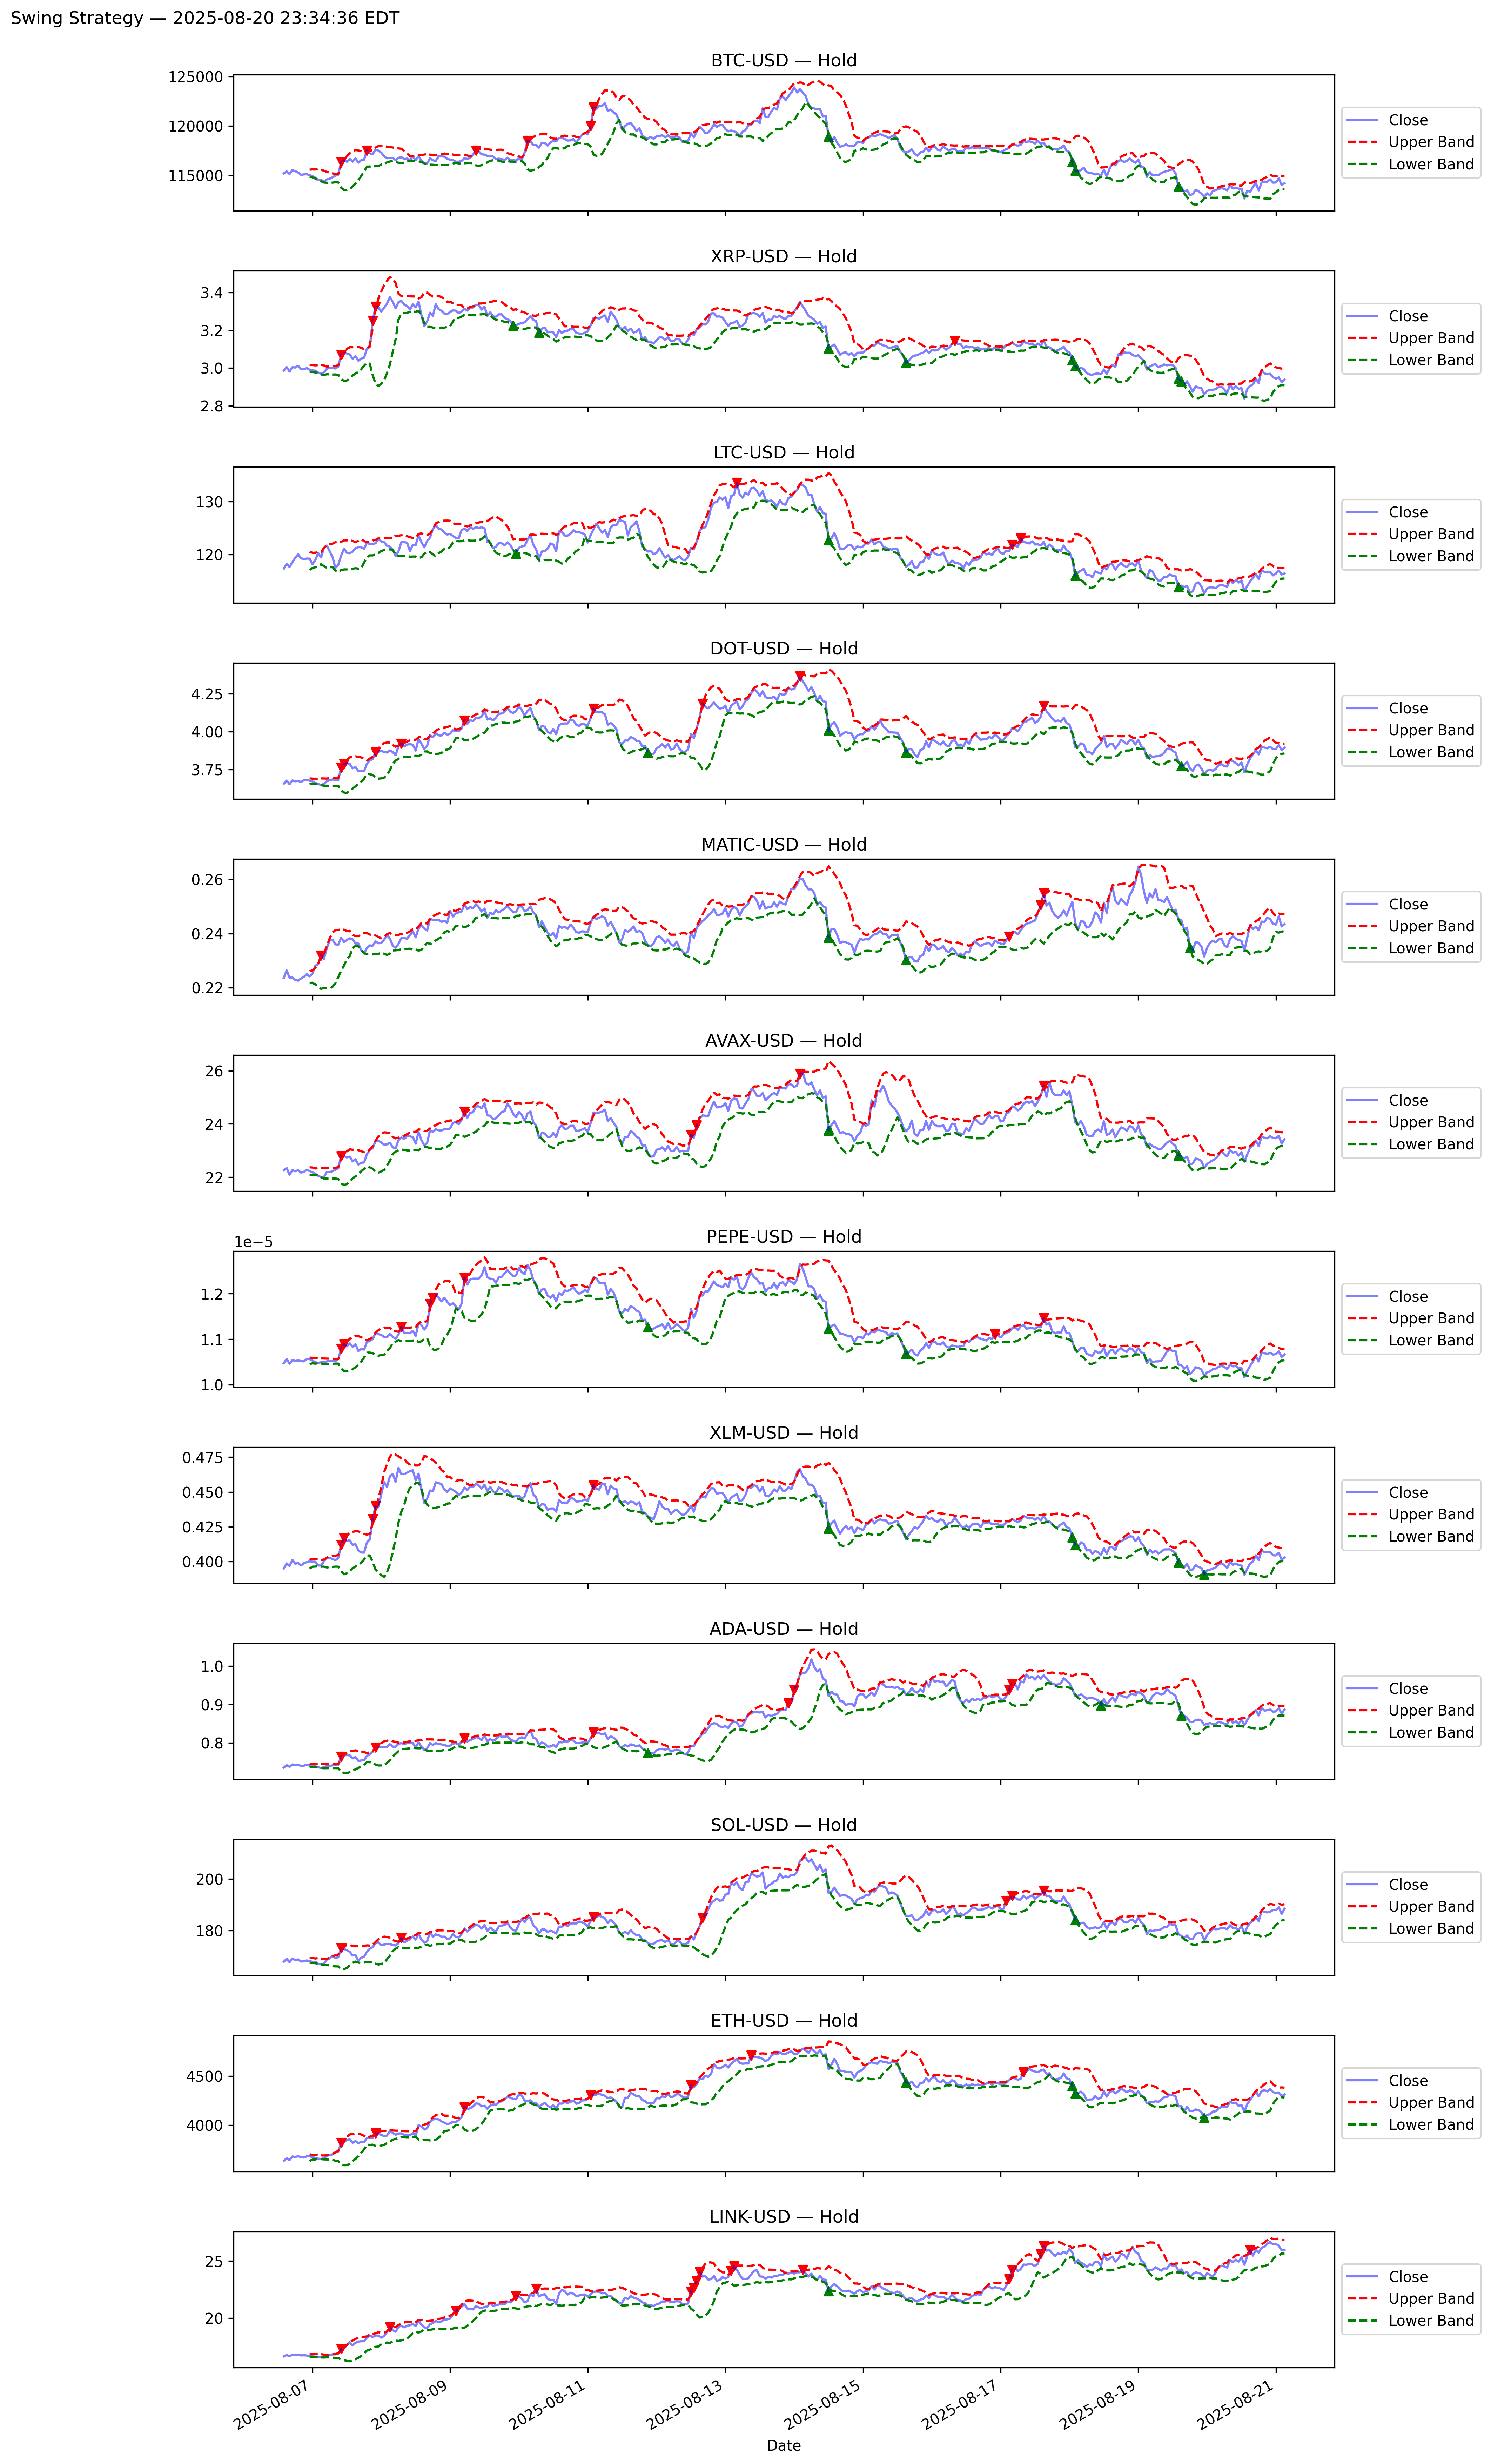 Swing Strategy — 2025-08-20 23:34:36 EDT
BTC-USD — Hold
125000
120000
115000
Close
Upper Band
Lower Band
XRP-USD — Hold
3.4
3.2
3.0
2.8
Close
Upper Band
Lower Band
LTC-USD — Hold
130
120
Close
Upper Band
Lower Band
DOT-USD — Hold
4.25
4.00
3.75
Close
Upper Band
Lower Band
MATIC-USD — Hold
0.26
0.24
0.22
Close
Upper Band
Lower Band
AVAX-USD — Hold
26
24
22
Close
Upper Band
Lower Band
PEPE-USD — Hold
1e−5
1.2
1.1
1.0
Close
Upper Band
Lower Band
XLM-USD — Hold
0.475
0.450
0.425
0.400
Close
Upper Band
Lower Band
ADA-USD — Hold
1.0
0.9
0.8
Close
Upper Band
Lower Band
SOL-USD — Hold
200
180
Close
Upper Band
Lower Band
ETH-USD — Hold
4500
4000
Close
Upper Band
Lower Band
LINK-USD — Hold
25
20
Close
Upper Band
Lower Band
2025-08-07
2025-08-09
2025-08-11
2025-08-13
2025-08-15
2025-08-17
2025-08-19
2025-08-21
Date